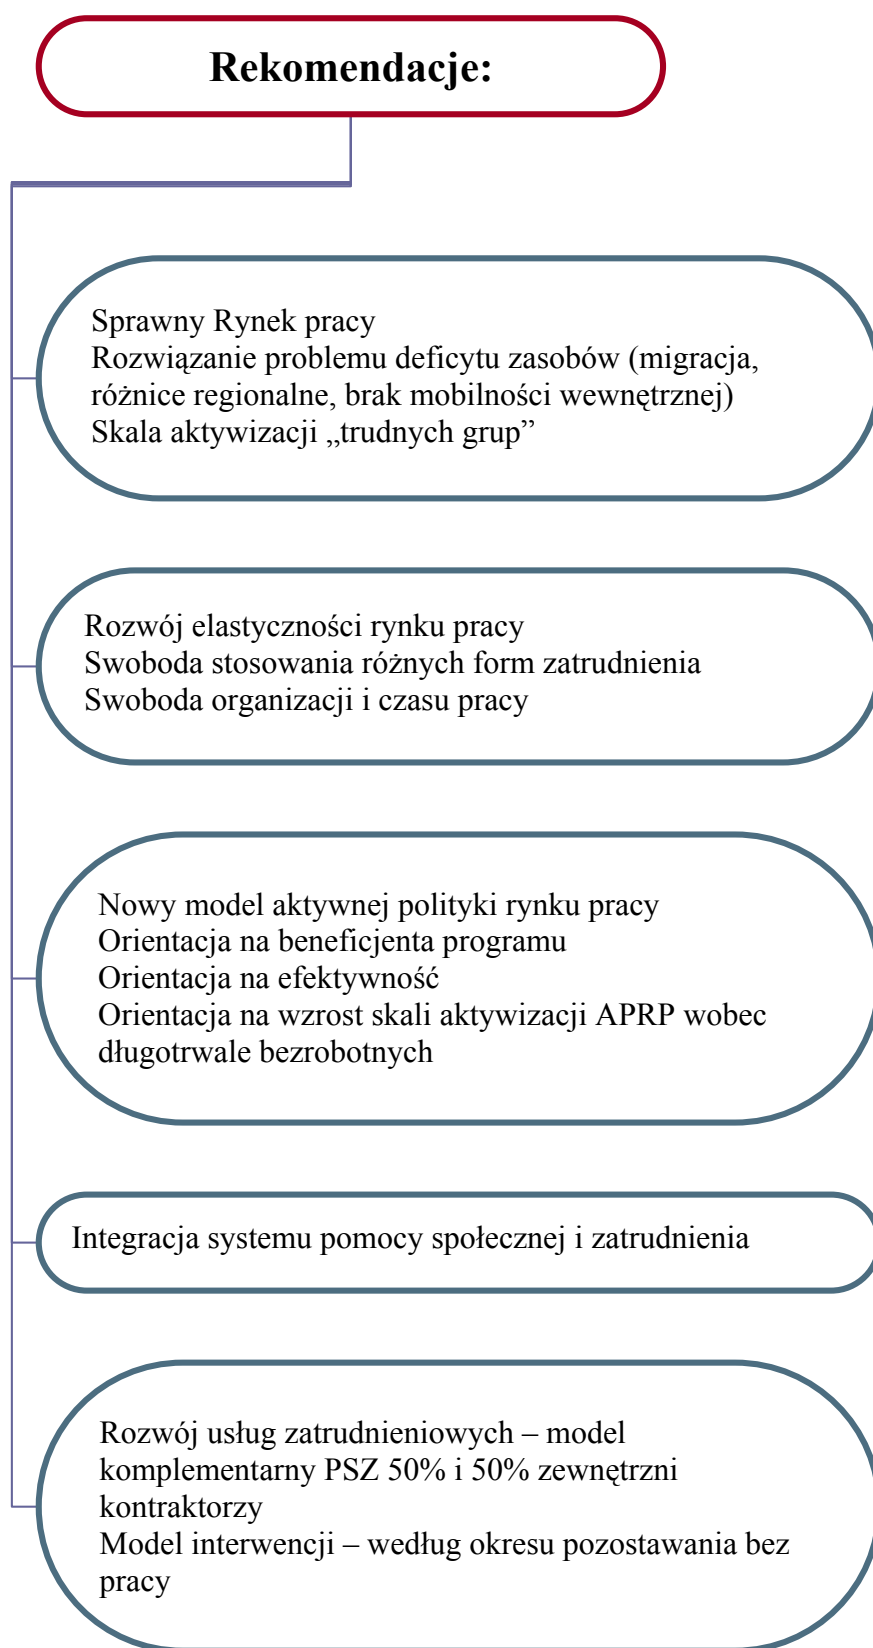 Rekomendacje:
Sprawny Rynek pracy
Rozwiązanie problemu deficytu zasobów (migracja,
różnice regionalne, brak mobilności wewnętrznej)
Skala aktywizacji „trudnych grup”
Rozwój elastyczności rynku pracy
Swoboda stosowania różnych form zatrudnienia
Swoboda organizacji i czasu pracy
Nowy model aktywnej polityki rynku pracy
Orientacja na beneficjenta programu
Orientacja na efektywność
Orientacja na wzrost skali aktywizacji APRP wobec
długotrwale bezrobotnych
Integracja systemu pomocy społecznej i zatrudnienia
Rozwój usług zatrudnieniowych – model
komplementarny PSZ 50% i 50% zewnętrzni
kontraktorzy
Model interwencji – według okresu pozostawania bez
pracy